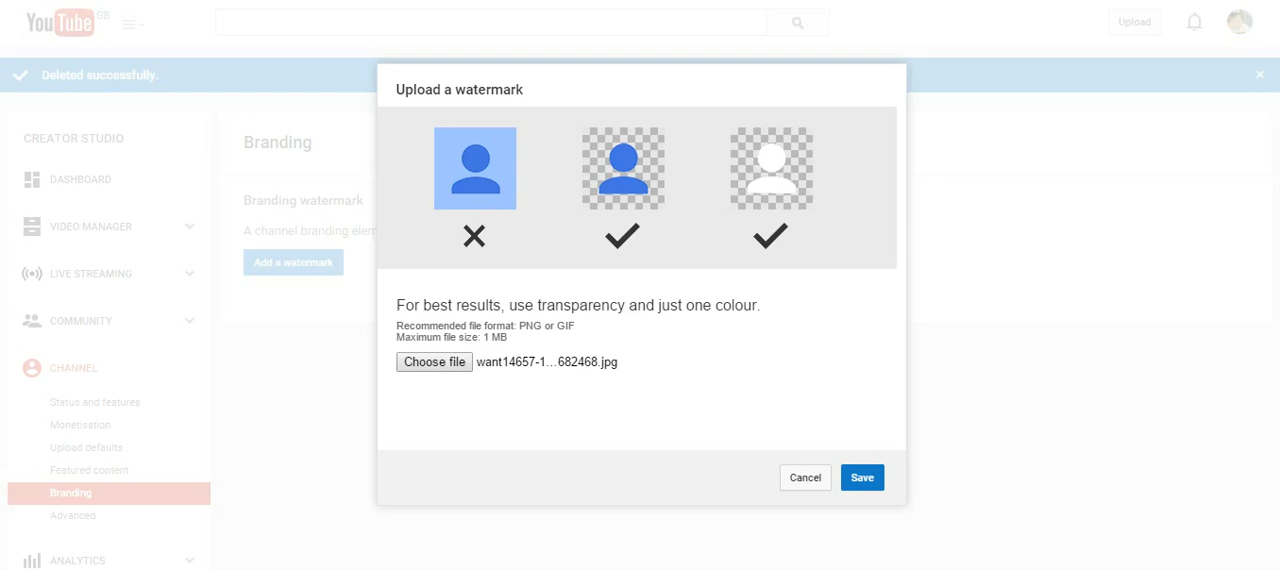 YouTube GB
Upload
Deleted successfully.
Upload a watermark
CREATOR STUDIO
DASHBOARD
VIDEO MANAGER
LIVE STREAMING
COMMUNITY
CHANNEL
Status and features
Monetisation
Upload defaults
Featured content
Branding
Advanced
ANALYTICS
Branding
Branding watermark
A channel branding elem
Add a watermark
For best results, use transparency and just one colour.
Recommended file format: PNG or GIF
Maximum file size: 1 MB
Choose file want14657-1...682468.jpg
Cancel Save